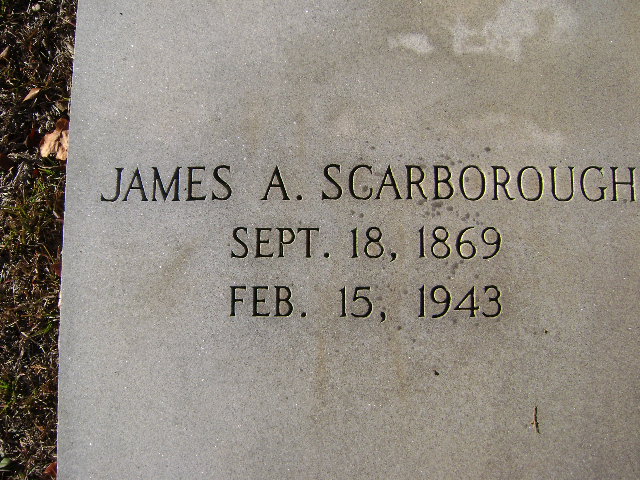 JAMES A. SCARBOROUGH
SEPT. 18, 1869
FEB. 15, 1943